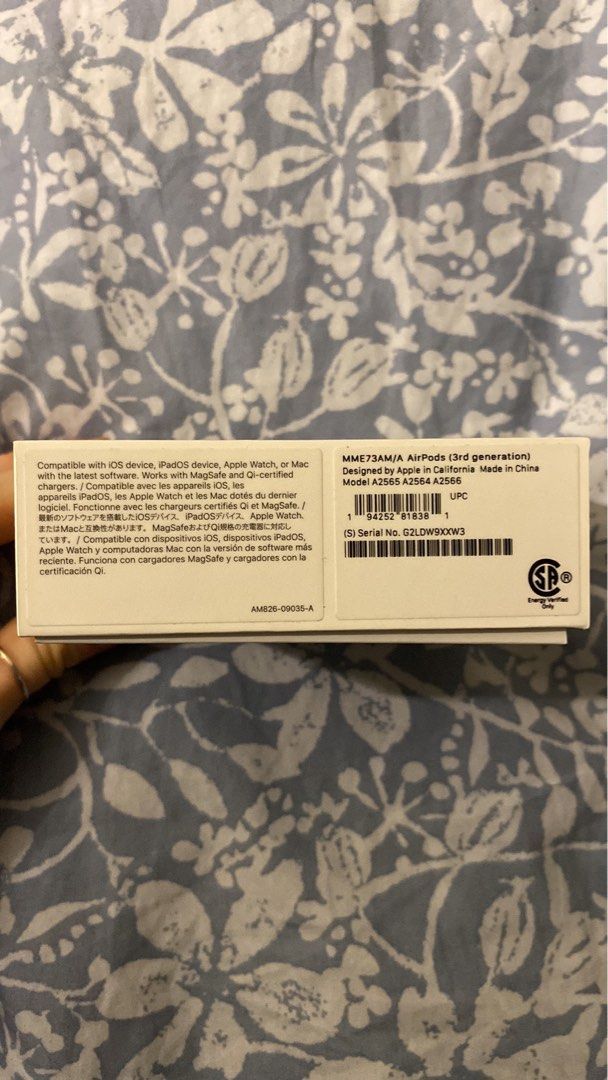 Compatible with iOS device, iPadOS device, Apple Watch, or Mac
with the latest software. Works with MagSafe and Qi-certified
chargers. / Compatible avec les appareils iOS, les
appareils iPadOS, les Apple Watch et les Mac dotés du dernier
logiciel. Fonctionne avec les chargeurs certifiés Qi et MagSafe. /
最新のソフトウェアを搭載したiOSデバイス、iPadOSデバイス、Apple Watch、
またはMacと互換性があります。 MagSafeおよびQi規格の充電器に対応し
ています。 / Compatible con dispositivos iOS, dispositivos iPadOS,
Apple Watch y computadoras Mac con la versión de software más
reciente. Funciona con cargadores MagSafe y cargadores con la
certificación Qi.
AM826-09035-A
MME73AM/A AirPods (3rd generation)
Designed by Apple in California Made in China
Model A2565 A2564 A2566
UPC
1 94252 81838 1
(S) Serial No. G2LDW9XXW3
SA ®
Energy Verified
Only